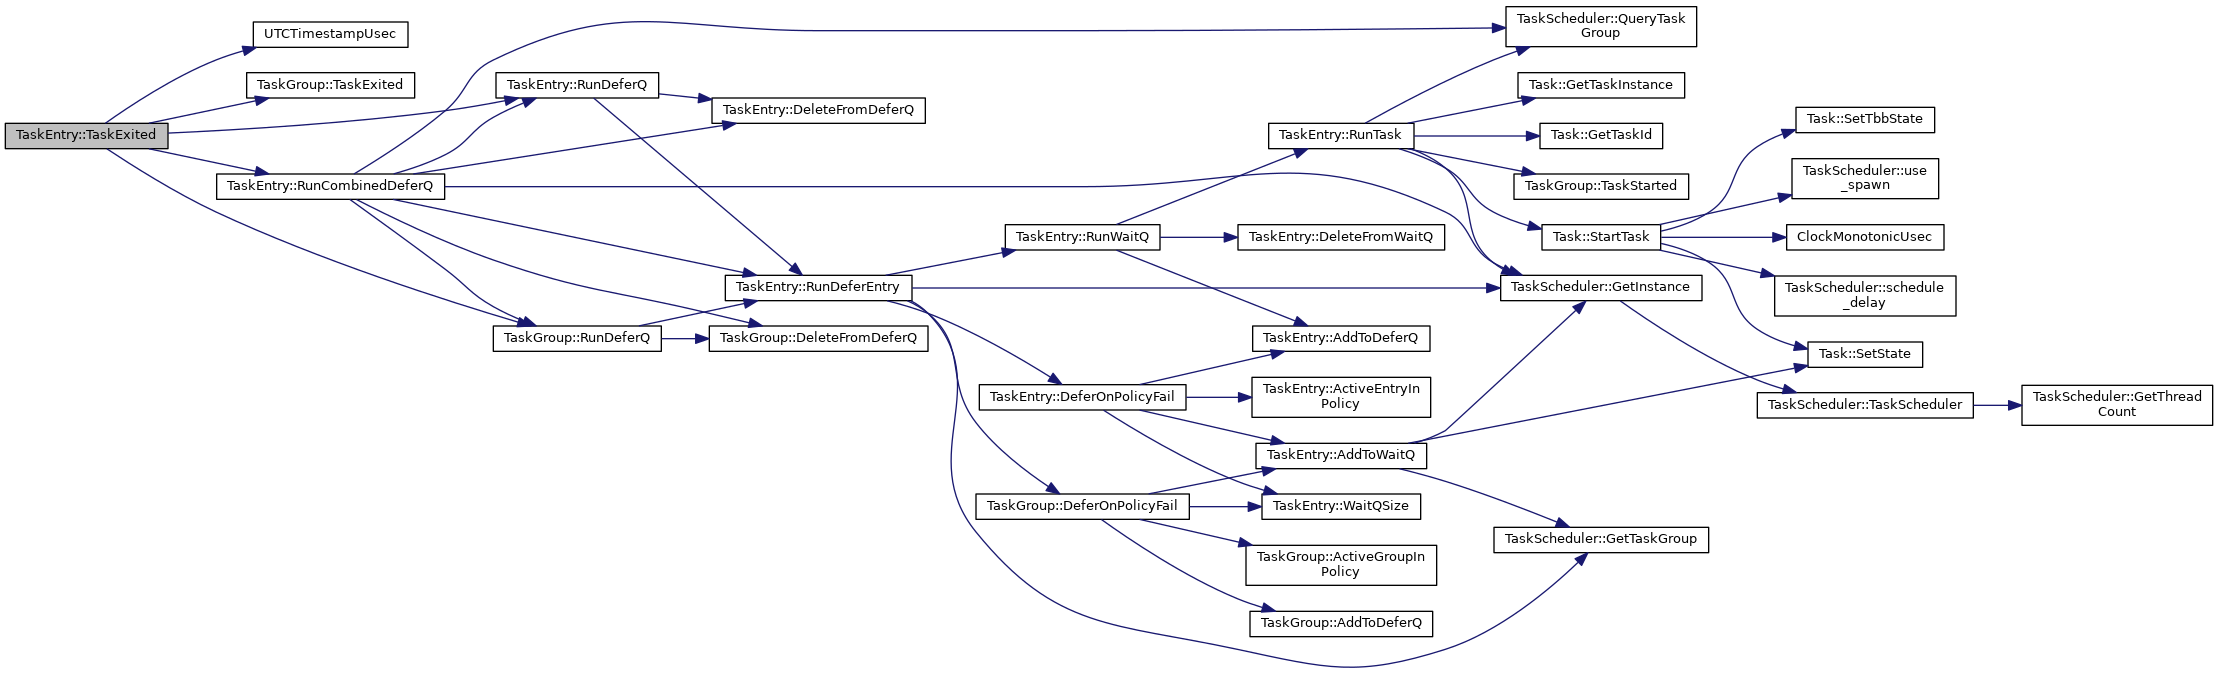 TaskEntry::TaskExited
UTCTimestampUsec
TaskGroup::TaskExited
TaskEntry::RunCombinedDeferQ
TaskEntry::RunDeferQ
TaskGroup::RunDeferQ
TaskEntry::DeleteFromDeferQ
TaskEntry::RunDeferEntry
TaskGroup::DeleteFromDeferQ
TaskEntry::RunWaitQ
TaskEntry::DeferOnPolicyFail
TaskGroup::DeferOnPolicyFail
TaskEntry::RunTask
TaskEntry::DeleteFromWaitQ
TaskEntry::AddToDeferQ
TaskEntry::ActiveEntryIn
Policy
TaskEntry::AddToWaitQ
TaskEntry::WaitQSize
TaskGroup::ActiveGroupIn
Policy
TaskGroup::AddToDeferQ
TaskScheduler::QueryTask
Group
Task::GetTaskInstance
Task::GetTaskId
TaskGroup::TaskStarted
Task::StartTask
TaskScheduler::GetInstance
TaskScheduler::GetTaskGroup
Task::SetTbbState
TaskScheduler::use
_spawn
ClockMonotonicUsec
TaskScheduler::schedule
_delay
Task::SetState
TaskScheduler::TaskScheduler
TaskScheduler::GetThread
Count